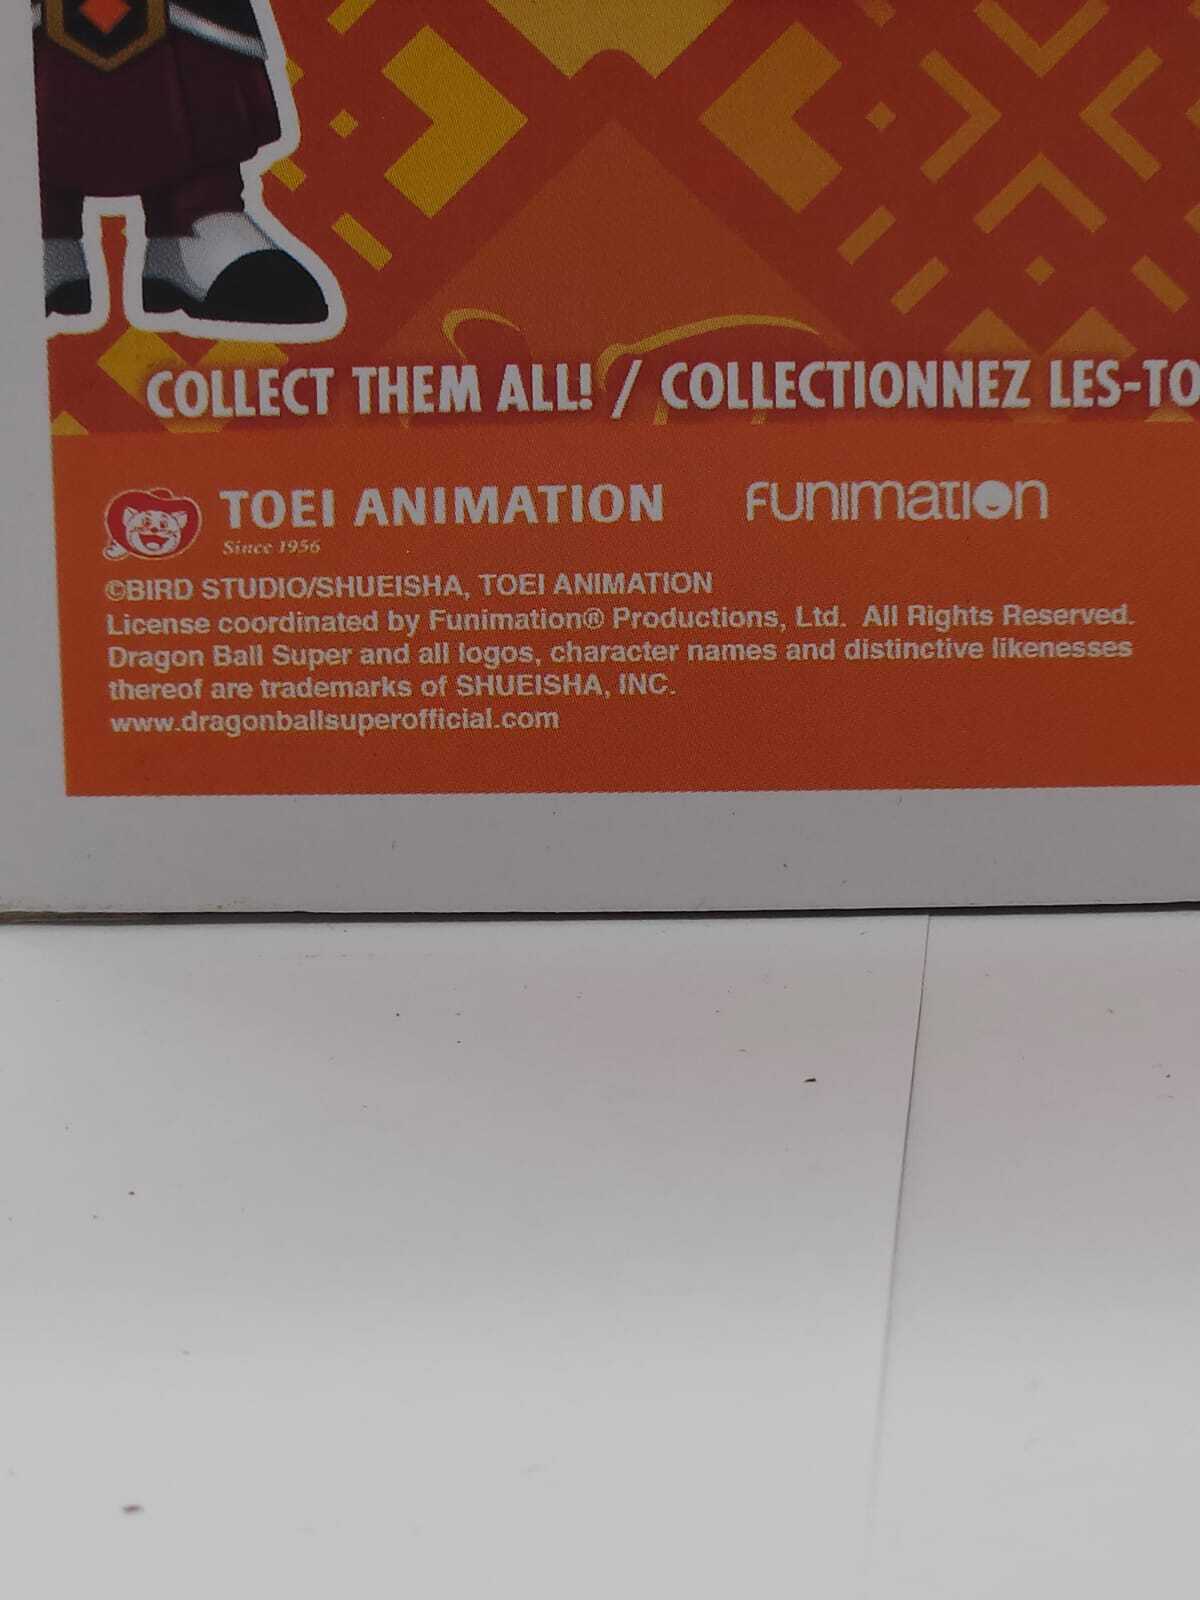 COLLECT THEM ALL! / COLLECTIONNEZ LES-TO
TOEI ANIMATION
Since 1956
FUNIMATION
©BIRD STUDIO/SHUEISHA, TOEI ANIMATION
License coordinated by Funimation® Productions, Ltd. All Rights Reserved.
Dragon Ball Super and all logos, character names and distinctive likenesses
thereof are trademarks of SHUEISHA, INC.
www.dragonballsuperofficial.com